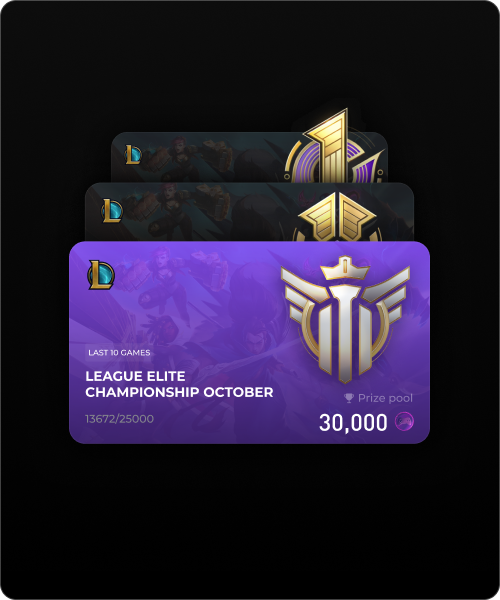 LAST 10 GAMES
LEAGUE ELITE
CHAMPIONSHIP OCTOBER
13672/25000
Prize pool
30,000